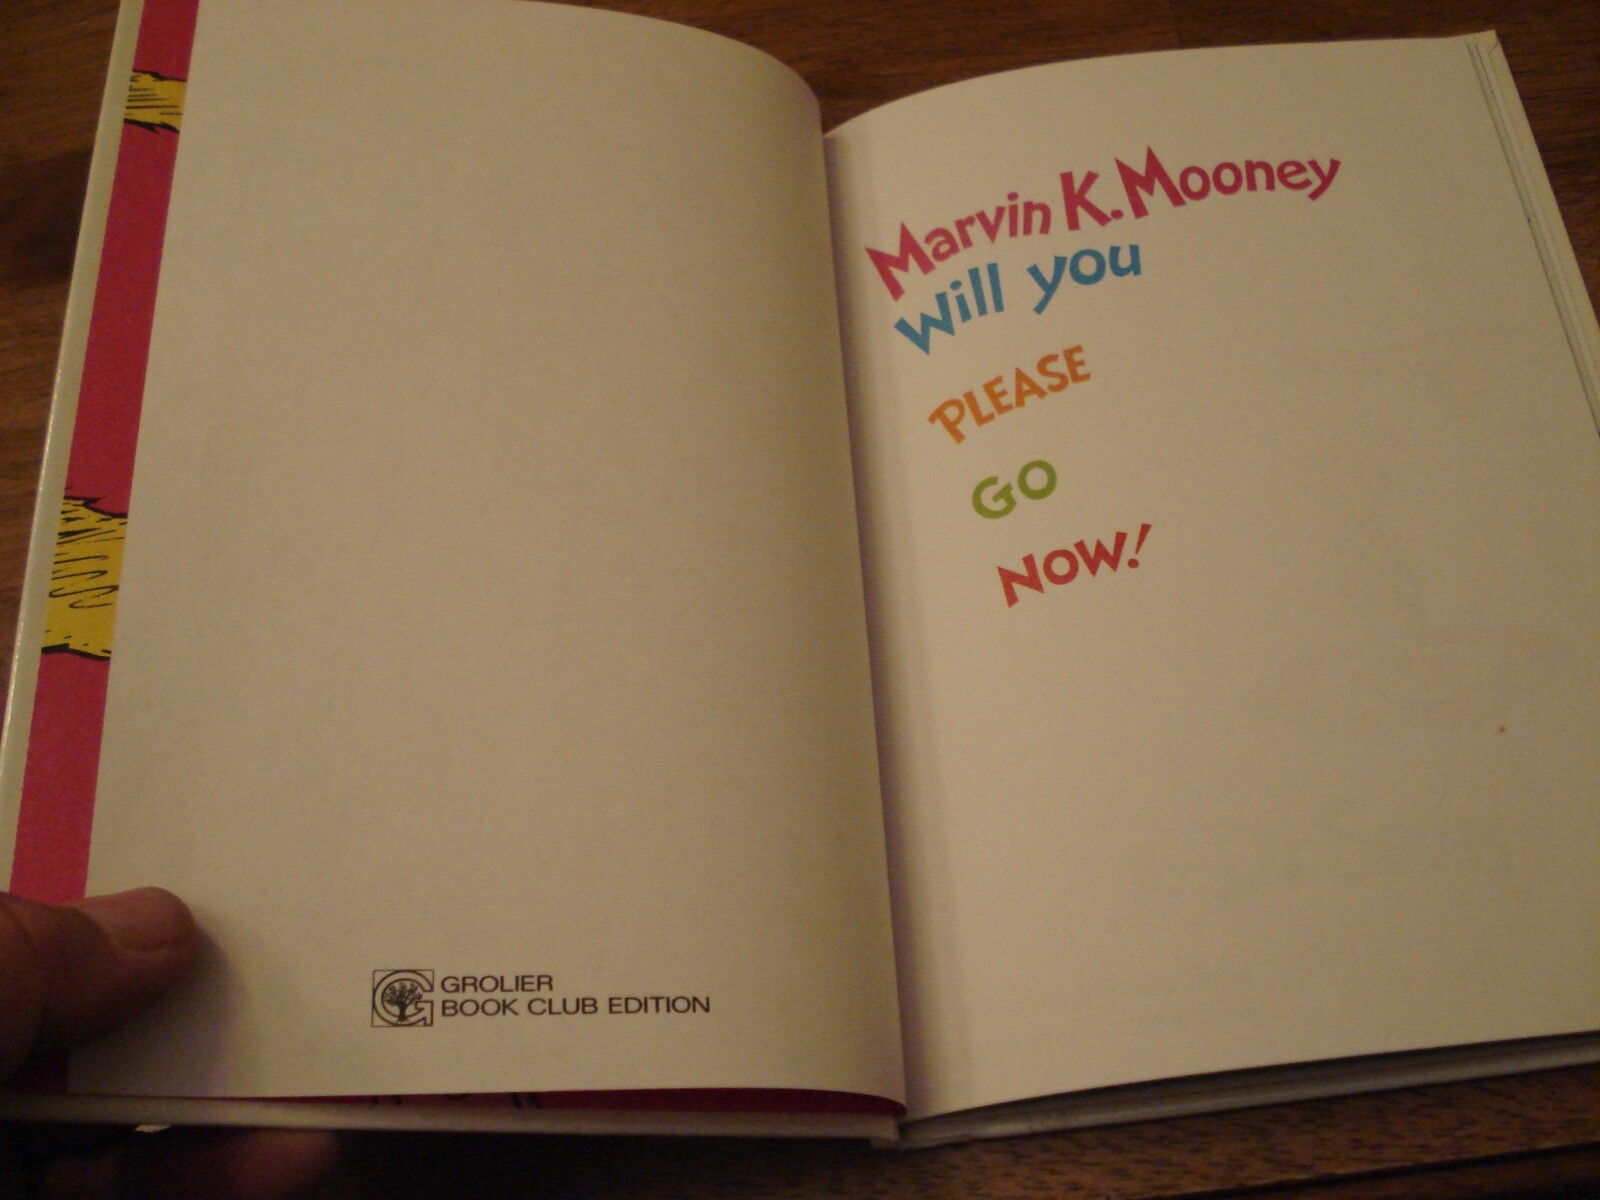 GROLIER
BOOK CLUB EDITION
Marvin K. Mooney
Will you
PLEASE
GO
NOW!